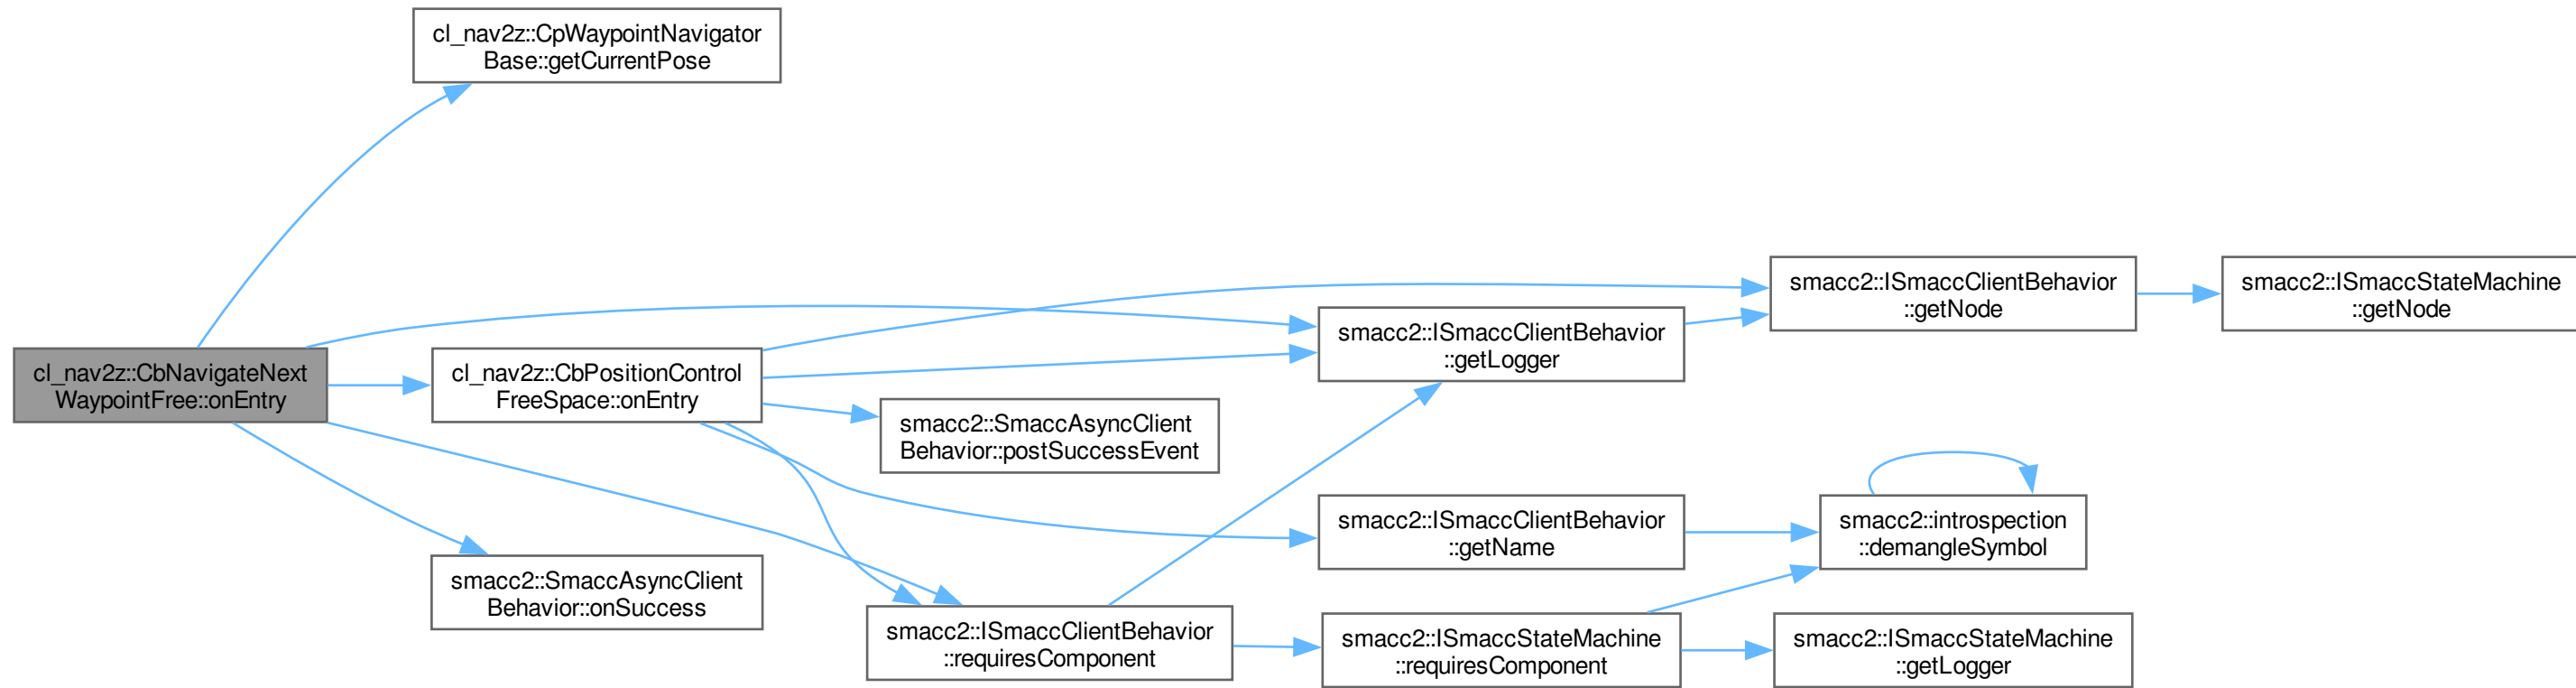 cl_nav2z::CpWaypointNavigator
Base::getCurrentPose
cl_nav2z::CbNavigateNext
WaypointFree::onEntry
cl_nav2z::CbPositionControl
FreeSpace::onEntry
smacc2::SmaccAsyncClient
Behavior::onSuccess
smacc2::SmaccAsyncClient
Behavior::postSuccessEvent
smacc2::ISmaccClientBehavior
::requiresComponent
smacc2::ISmaccClientBehavior
::getLogger
smacc2::ISmaccClientBehavior
::getName
smacc2::ISmaccStateMachine
::requiresComponent
smacc2::ISmaccClientBehavior
::getNode
smacc2::introspection
::demangleSymbol
smacc2::ISmaccStateMachine
::getLogger
smacc2::ISmaccStateMachine
::getNode